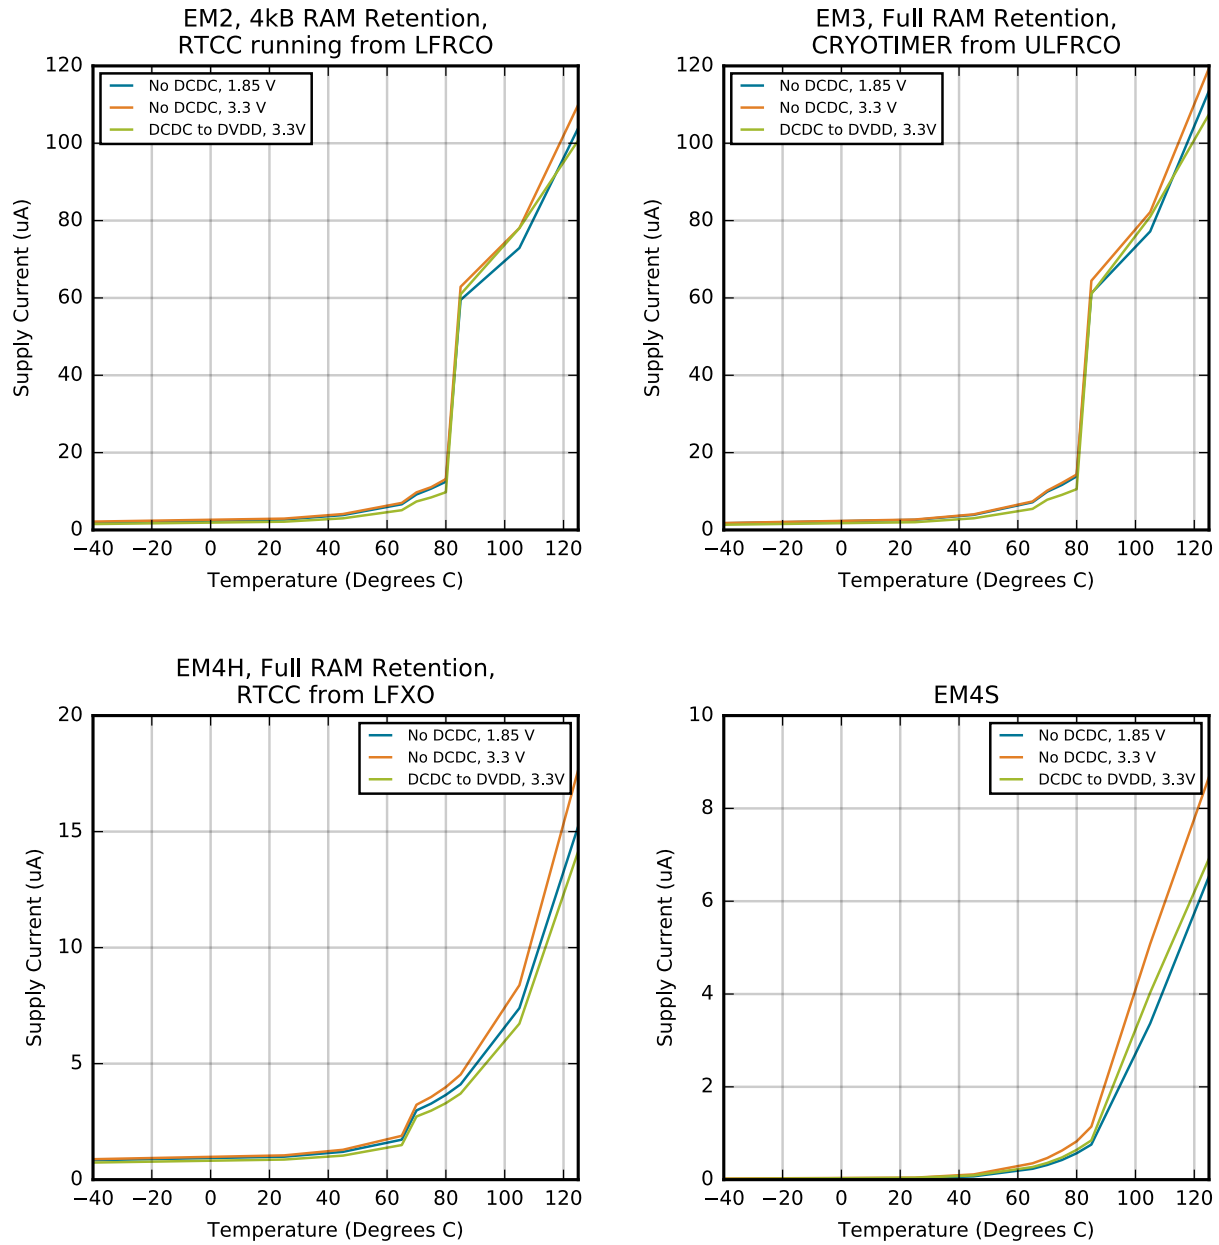 EM2, 4kB RAM Retention,
RTCC running from LFRCO
120
100
80
60
40
20
0
Supply Current (uA)
No DCDC, 1.85 V
No DCDC, 3.3 V
DCDC to DVDD, 3.3V
−40 −20 0 20 40 60 80 100 120
Temperature (Degrees C)
EM3, Full RAM Retention,
CRYOTIMER from ULFRCO
120
100
80
60
40
20
0
Supply Current (uA)
No DCDC, 1.85 V
No DCDC, 3.3 V
DCDC to DVDD, 3.3V
−40 −20 0 20 40 60 80 100 120
Temperature (Degrees C)
EM4H, Full RAM Retention,
RTCC from LFXO
20
15
10
5
0
Supply Current (uA)
No DCDC, 1.85 V
No DCDC, 3.3 V
DCDC to DVDD, 3.3V
−40 −20 0 20 40 60 80 100 120
Temperature (Degrees C)
EM4S
10
8
6
4
2
0
Supply Current (uA)
No DCDC, 1.85 V
No DCDC, 3.3 V
DCDC to DVDD, 3.3V
−40 −20 0 20 40 60 80 100 120
Temperature (Degrees C)